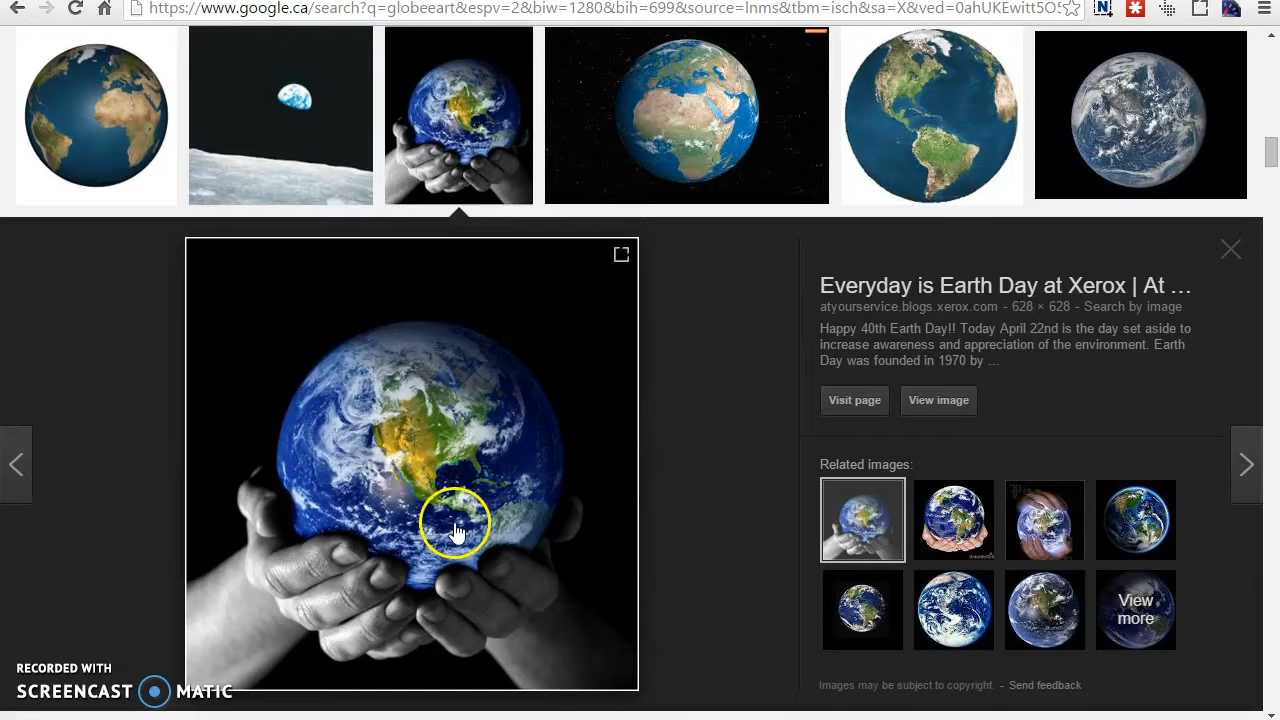 https://www.google.ca/search?q=globeeart&espv=2&biw=1280&bih=699&source=lnms&tbm=isch&sa=X&ved=0ahUKEwitt5O5
Everyday is Earth Day at Xerox | At ...
atyourservice.blogs.xerox.com - 628 × 628 - Search by image
Happy 40th Earth Day!! Today April 22nd is the day set aside to
increase awareness and appreciation of the environment. Earth
Day was founded in 1970 by ...
Visit page
View image
Related images:
View
more
Images may be subject to copyright. - Send feedback
RECORDED WITH
SCREENCAST MATIC